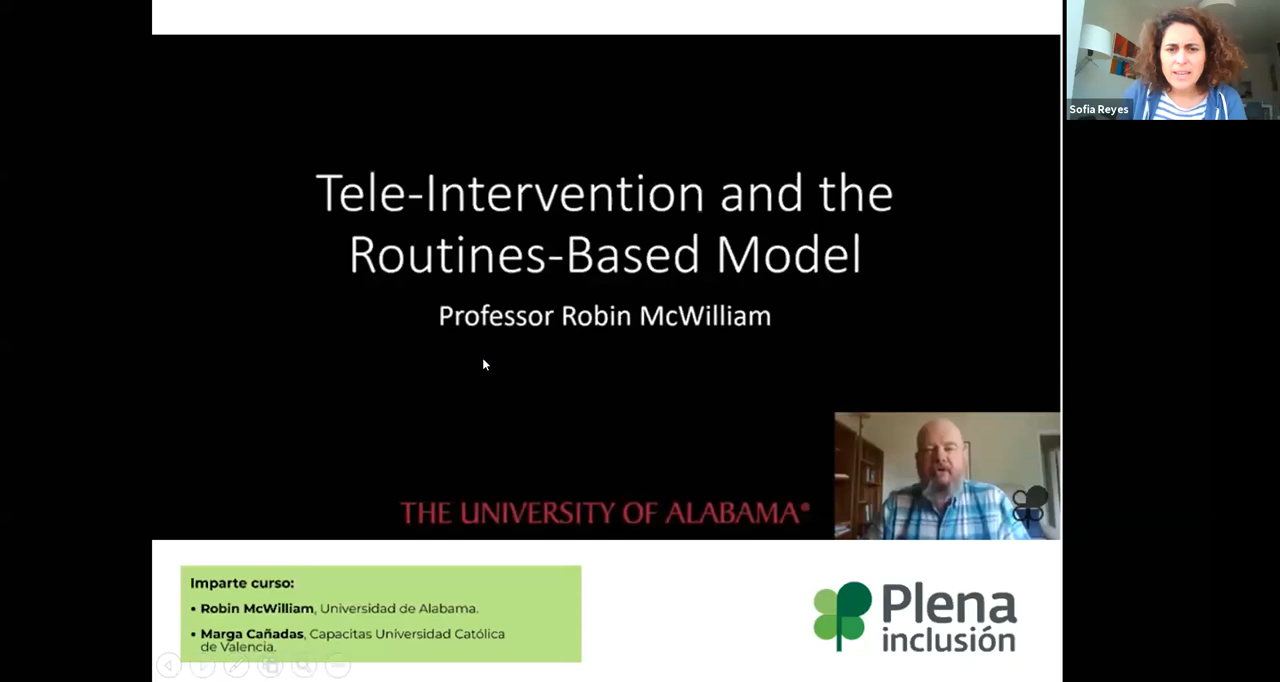 Sofia Reyes
Tele-Intervention and the
Routines-Based Model
Professor Robin McWilliam
THE UNIVERSITY OF ALABAMA®
Imparte curso:
• Robin McWilliam, Universidad de Alabama.
• Marga Cañadas, Capacitas Universidad Católica
de Valencia.
Plena
inclusión